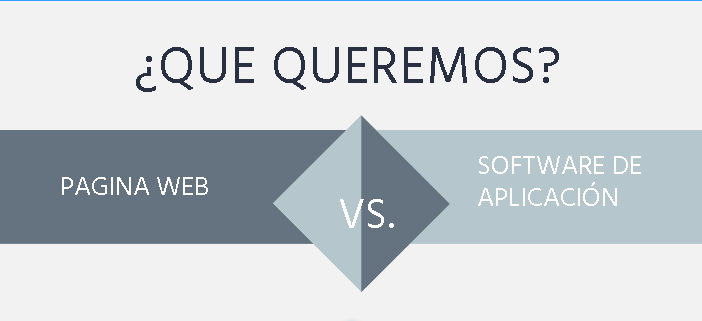 ¿QUE QUEREMOS?
PAGINA WEB
VS.
SOFTWARE DE
APLICACIÓN